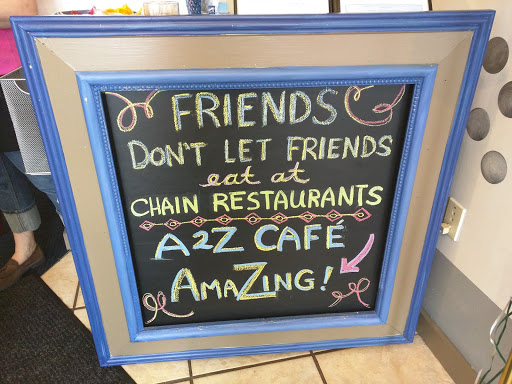 FRIENDS
DON'T LET FRIENDS
eat at
CHAIN RESTAURANTS
A2Z CAFÉ
AMAZING!